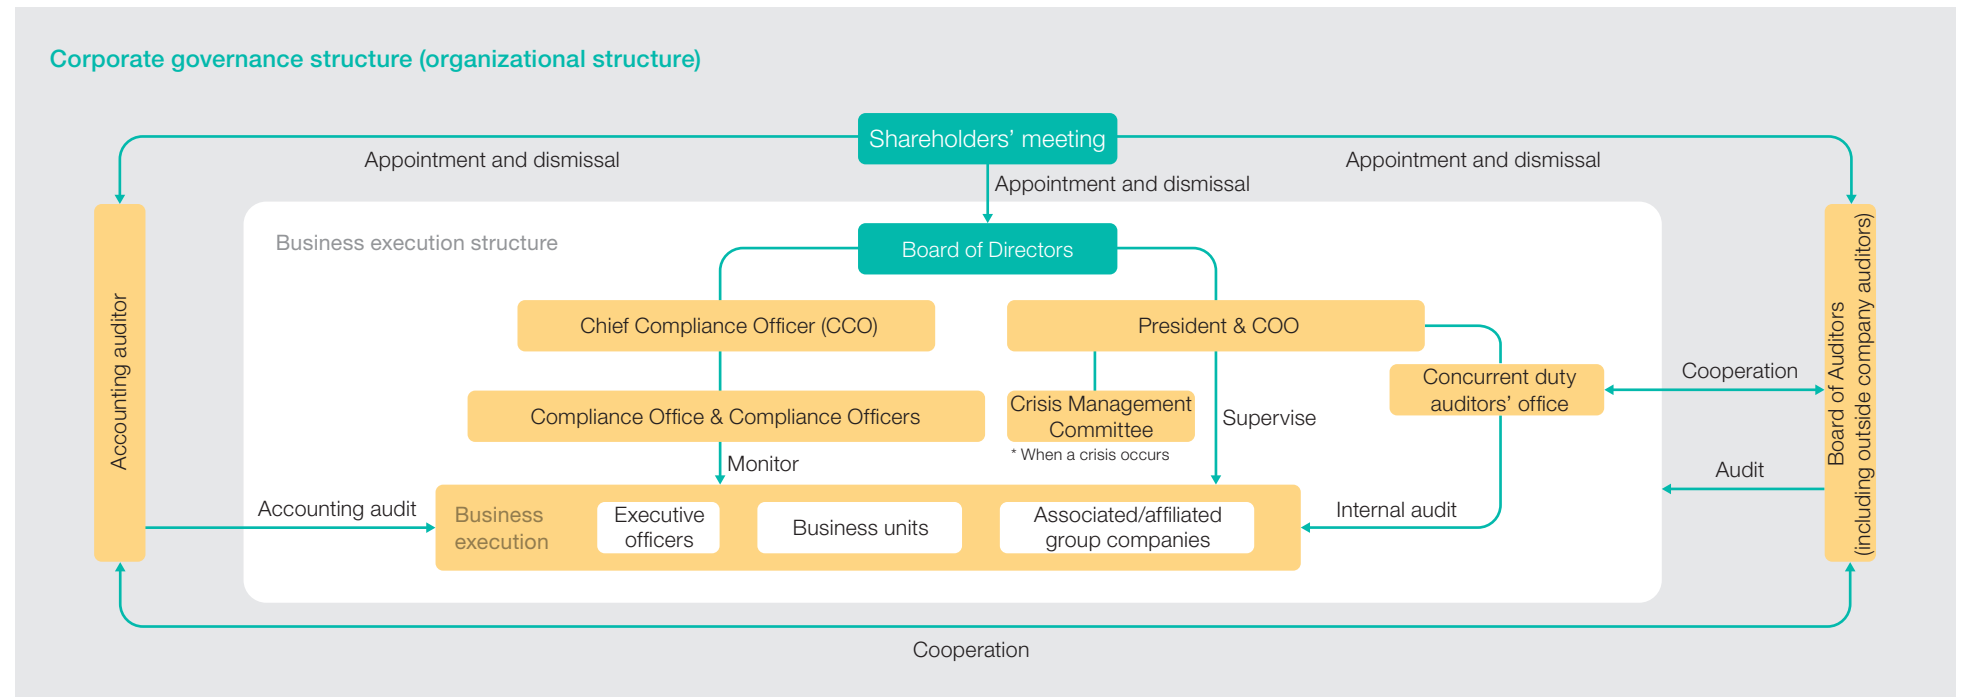 Corporate governance structure (organizational structure)
Shareholders’ meeting
Appointment and dismissal
Appointment and dismissal
Appointment and dismissal
Business execution structure
Board of Directors
Accounting auditor
Board of Auditors
(including outside company auditors)
Chief Compliance Officer (CCO)
President & COO
Concurrent duty
auditors’ office
Cooperation
Compliance Office & Compliance Officers
Crisis Management
Committee
* When a crisis occurs
Supervise
Monitor
Audit
Accounting audit
Business
execution
Executive
officers
Business units
Associated/affiliated
group companies
Internal audit
Cooperation